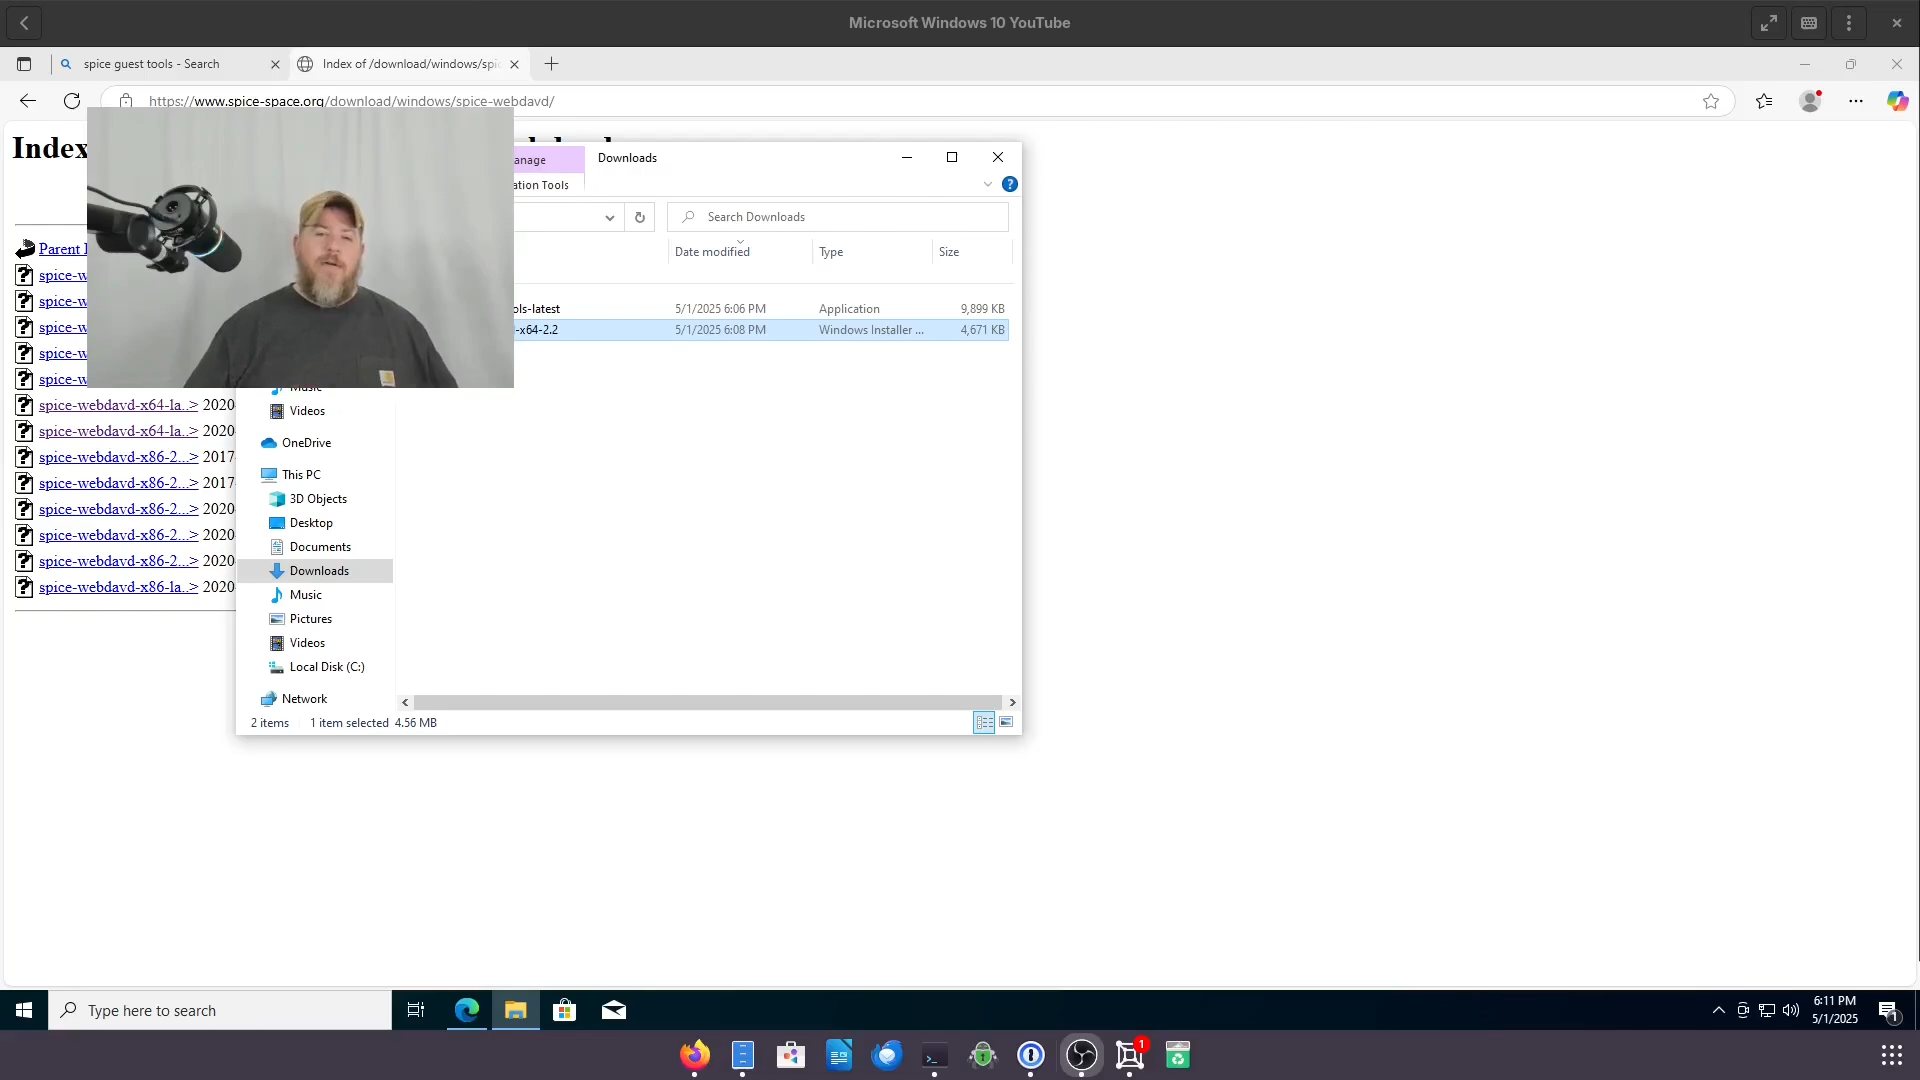 Microsoft Windows 10 YouTube
spice guest tools - Search
Index of /download/windows/spic
https://www.spice-space.org/download/windows/spice-webdavd/
Index
anage
Downloads
ation Tools
Search Downloads
Date modified
Type
Size
Parent
spice-w
ols-latest
5/1/2025 6:06 PM
Application
9,899 KB
spice-w
-x64-2.2
5/1/2025 6:08 PM
Windows Installer ...
4,671 KB
spice-w
spice-w
spice-w
Music
spice-webdavd-x64-la..> 2020
Videos
spice-webdavd-x64-la..> 2020
OneDrive
spice-webdavd-x86-2...> 2017
This PC
spice-webdavd-x86-2...> 2017
3D Objects
spice-webdavd-x86-2...> 2020
Desktop
spice-webdavd-x86-2...> 2020
Documents
spice-webdavd-x86-2...> 2020
Downloads
spice-webdavd-x86-la..> 2020
Music
Pictures
Videos
Local Disk (C:)
Network
2 items
1 item selected 4.56 MB
Type here to search
6:11 PM
5/1/2025
1
1